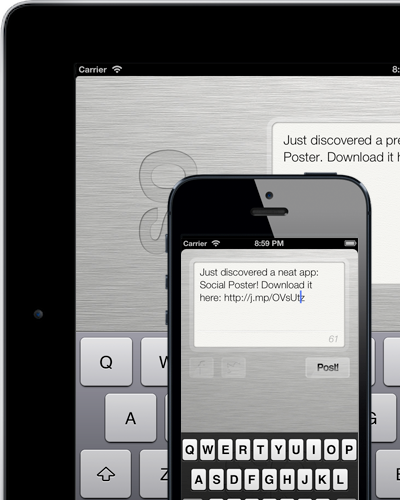 Carrier 8:
Just discovered a pre
Poster. Download it h
Carrier 8:59 PM
Just discovered a neat app:
Social Poster! Download it
here: http://j.mp/OVsUtz
61
Post!
Q W
A G
Z B
Q W E R T Y U I O P
A S D F G H J K L